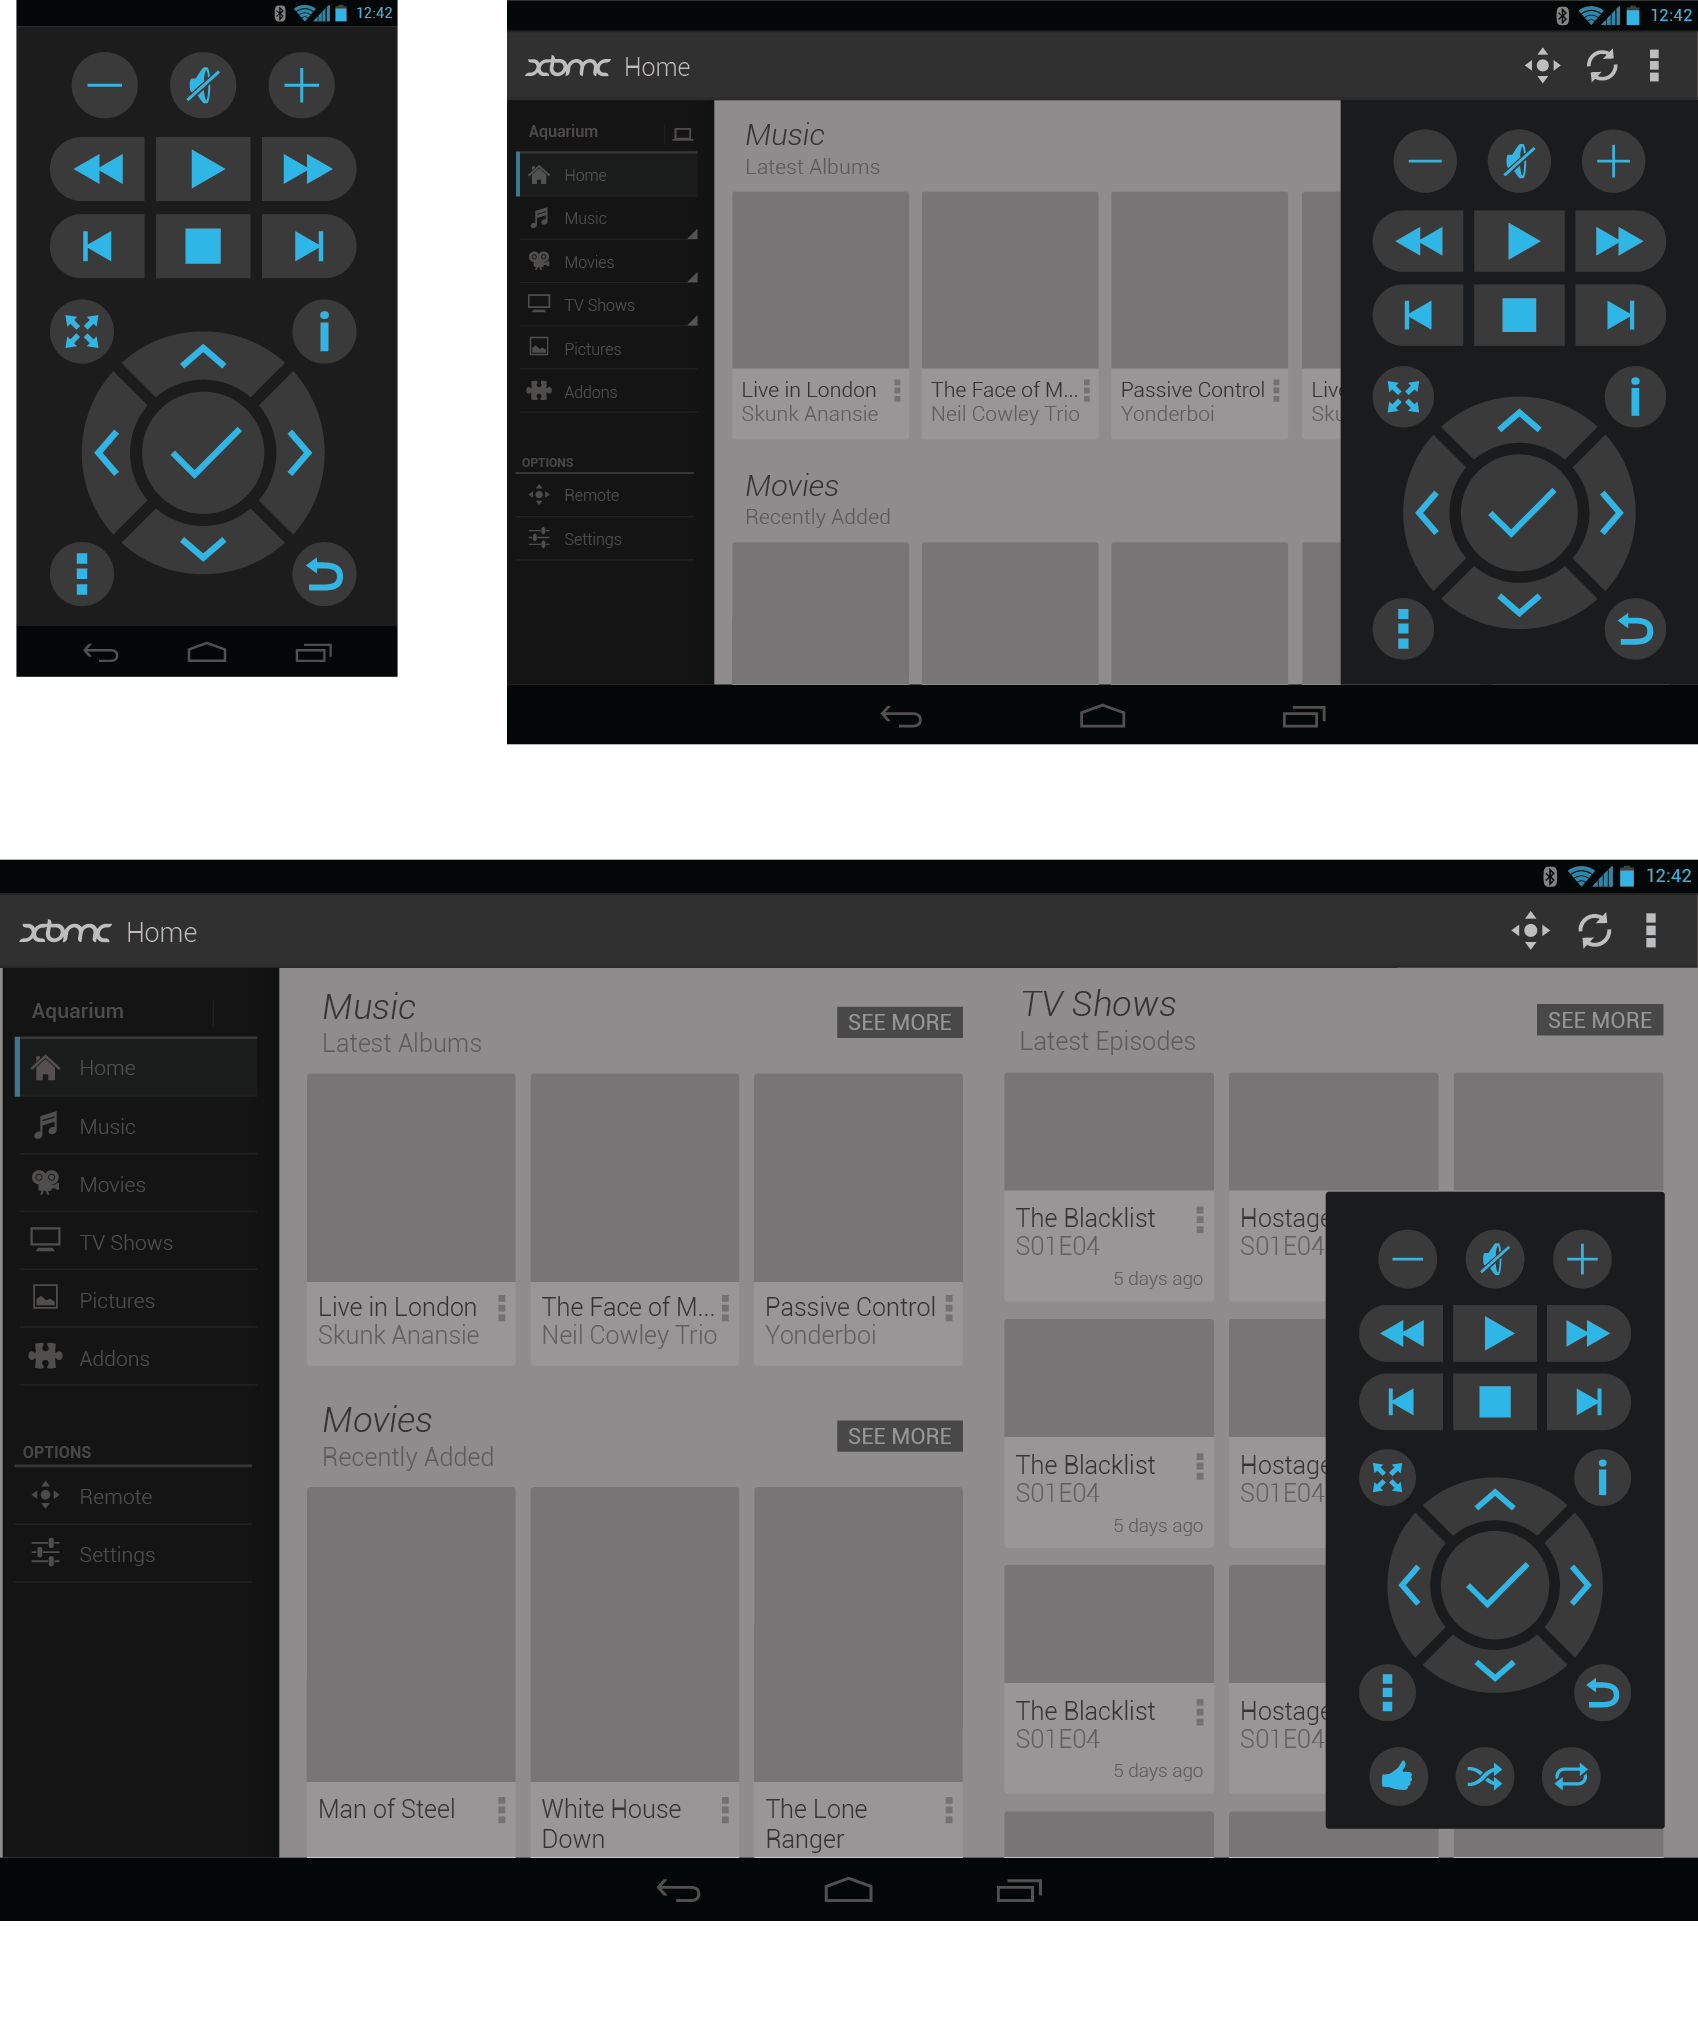 12:42
12:42
xbmc Home
Aquarium
Home
Music
Movies
TV Shows
Pictures
Addons
OPTIONS
Remote
Settings
Music
Latest Albums
Live in London
Skunk Anansie
The Face of M...
Neil Cowley Trio
Passive Control
Yonderboi
Liv
Sku
Movies
Recently Added
12:42
xbmc Home
Aquarium
Home
Music
Movies
TV Shows
Pictures
Addons
OPTIONS
Remote
Settings
Music
SEE MORE
Latest Albums
Live in London
Skunk Anansie
The Face of M...
Neil Cowley Trio
Passive Control
Yonderboi
Movies
SEE MORE
Recently Added
Man of Steel
White House
Down
The Lone
Ranger
TV Shows
SEE MORE
Latest Episodes
The Blacklist
S01E04
5 days ago
Hostage
S01E04
The Blacklist
S01E04
5 days ago
Hostage
S01E04
The Blacklist
S01E04
5 days ago
Hostage
S01E04